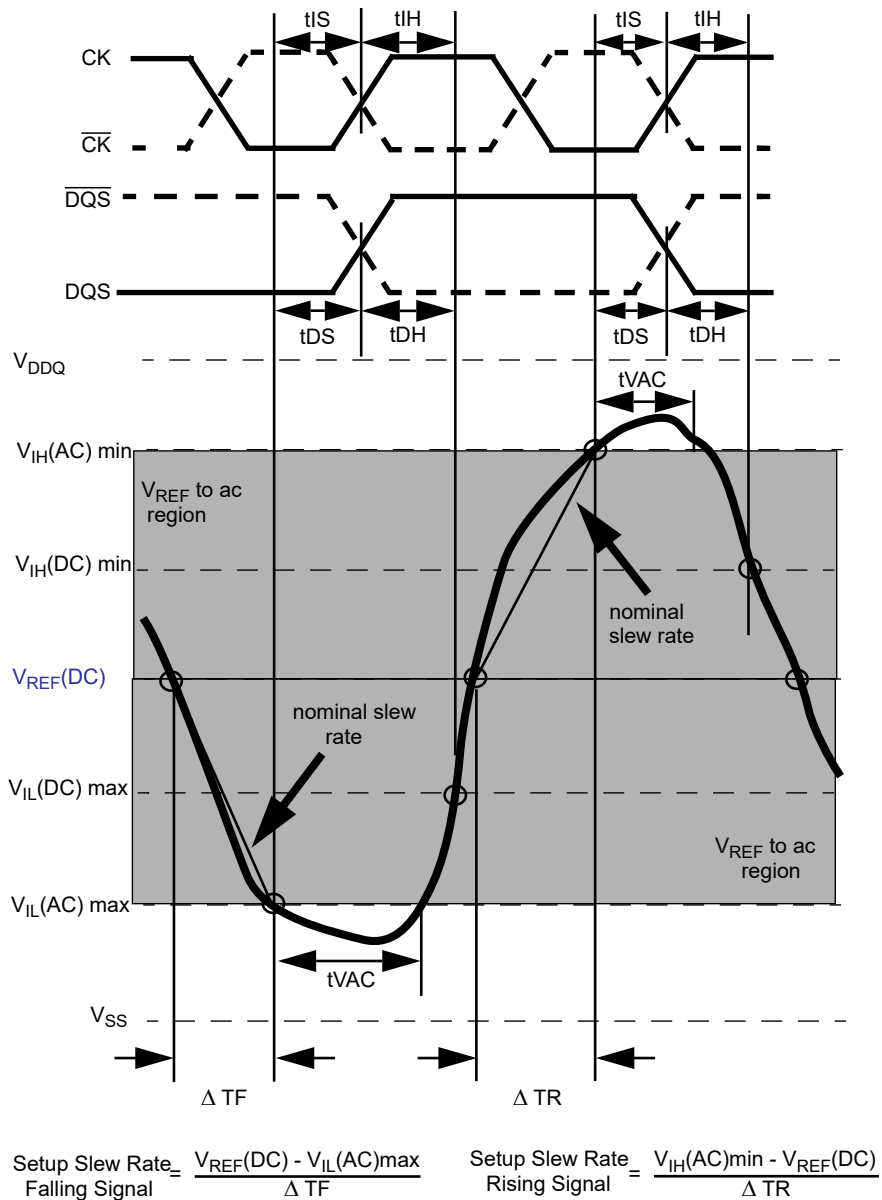 tIS tIH tIS tIH
CK
CK
DQS
DQS
tDS tDH tDS tDH
VDDQ
tVAC
VIH(AC) min
VREF to ac
region
VIH(DC) min
nominal
slew rate
VREF(DC)
nominal slew
rate
VIL(DC) max
VREF to ac
region
VIL(AC) max
tVAC
VSS
Δ TF Δ TR
Setup Slew Rate
Falling Signal
=
VREF(DC) - VIL(AC)max
Δ TF
Setup Slew Rate
Rising Signal
=
VIH(AC)min - VREF(DC)
Δ TR